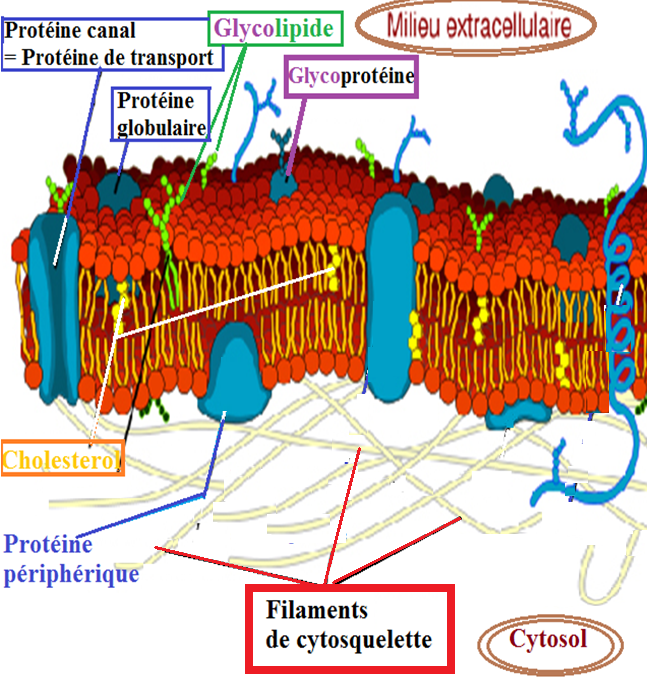 Protéine canal
= Protéine de transport
Glycolipide
Milieu extracellulaire
Glycoprotéine
Protéine
globulaire
Cholesterol
Protéine
périphérique
Filaments
de cytosquelette
Cytosol